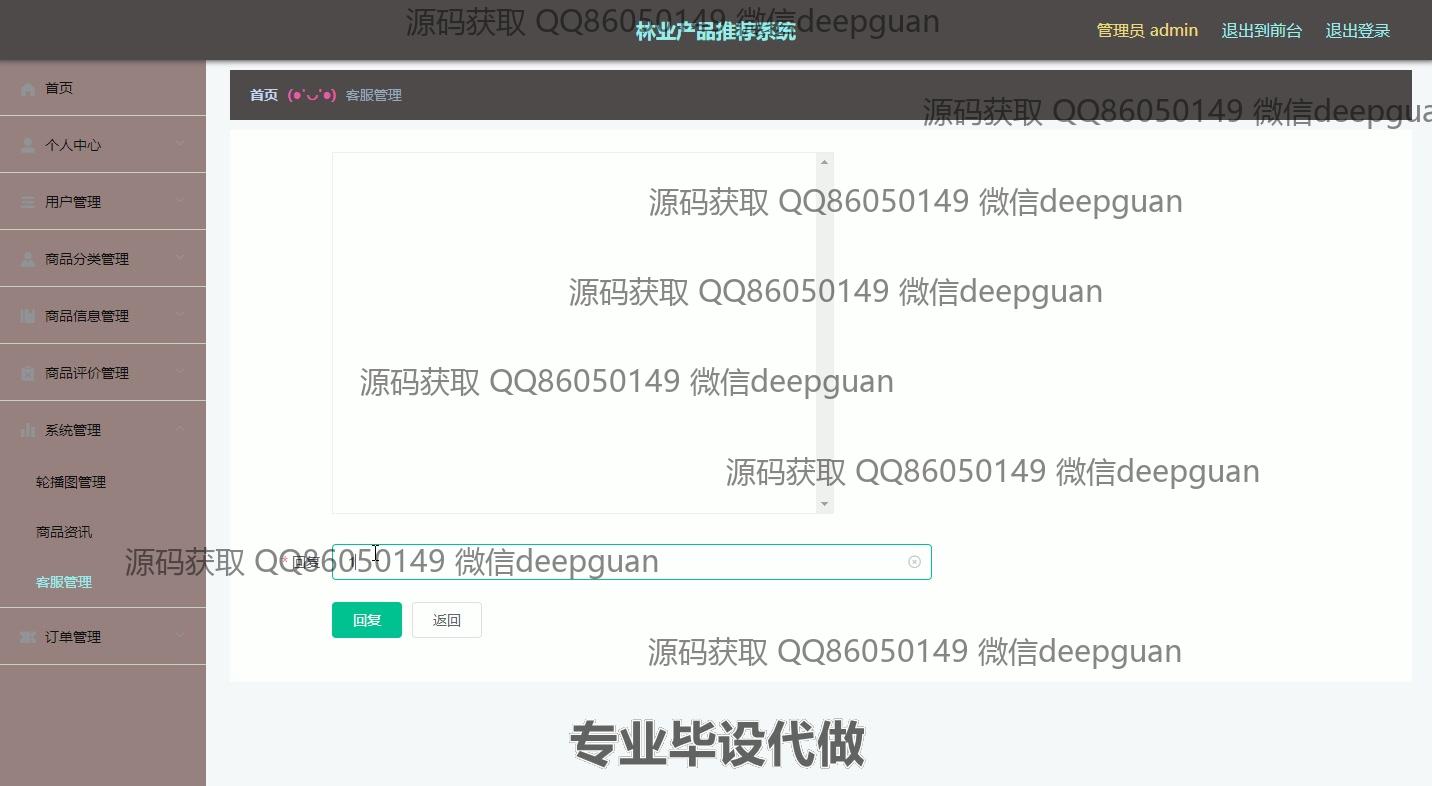 源码获取 QQ86050149 微信deepguan
林业产品推荐系统
管理员 admin
退出到前台
退出登录
首页
个人中心
用户管理
商品分类管理
商品信息管理
商品评价管理
系统管理
轮播图管理
商品资讯
客服管理
订单管理
首页 (●'◡'●) 客服管理
源码获取 QQ86050149 微信deepgua
源码获取 QQ86050149 微信deepguan
源码获取 QQ86050149 微信deepguan
源码获取 QQ86050149 微信deepguan
源码获取 QQ86050149 微信deepguan
* 回复
源码获取 QQ86050149 微信deepguan
回复
返回
源码获取 QQ86050149 微信deepguan
专业毕设代做